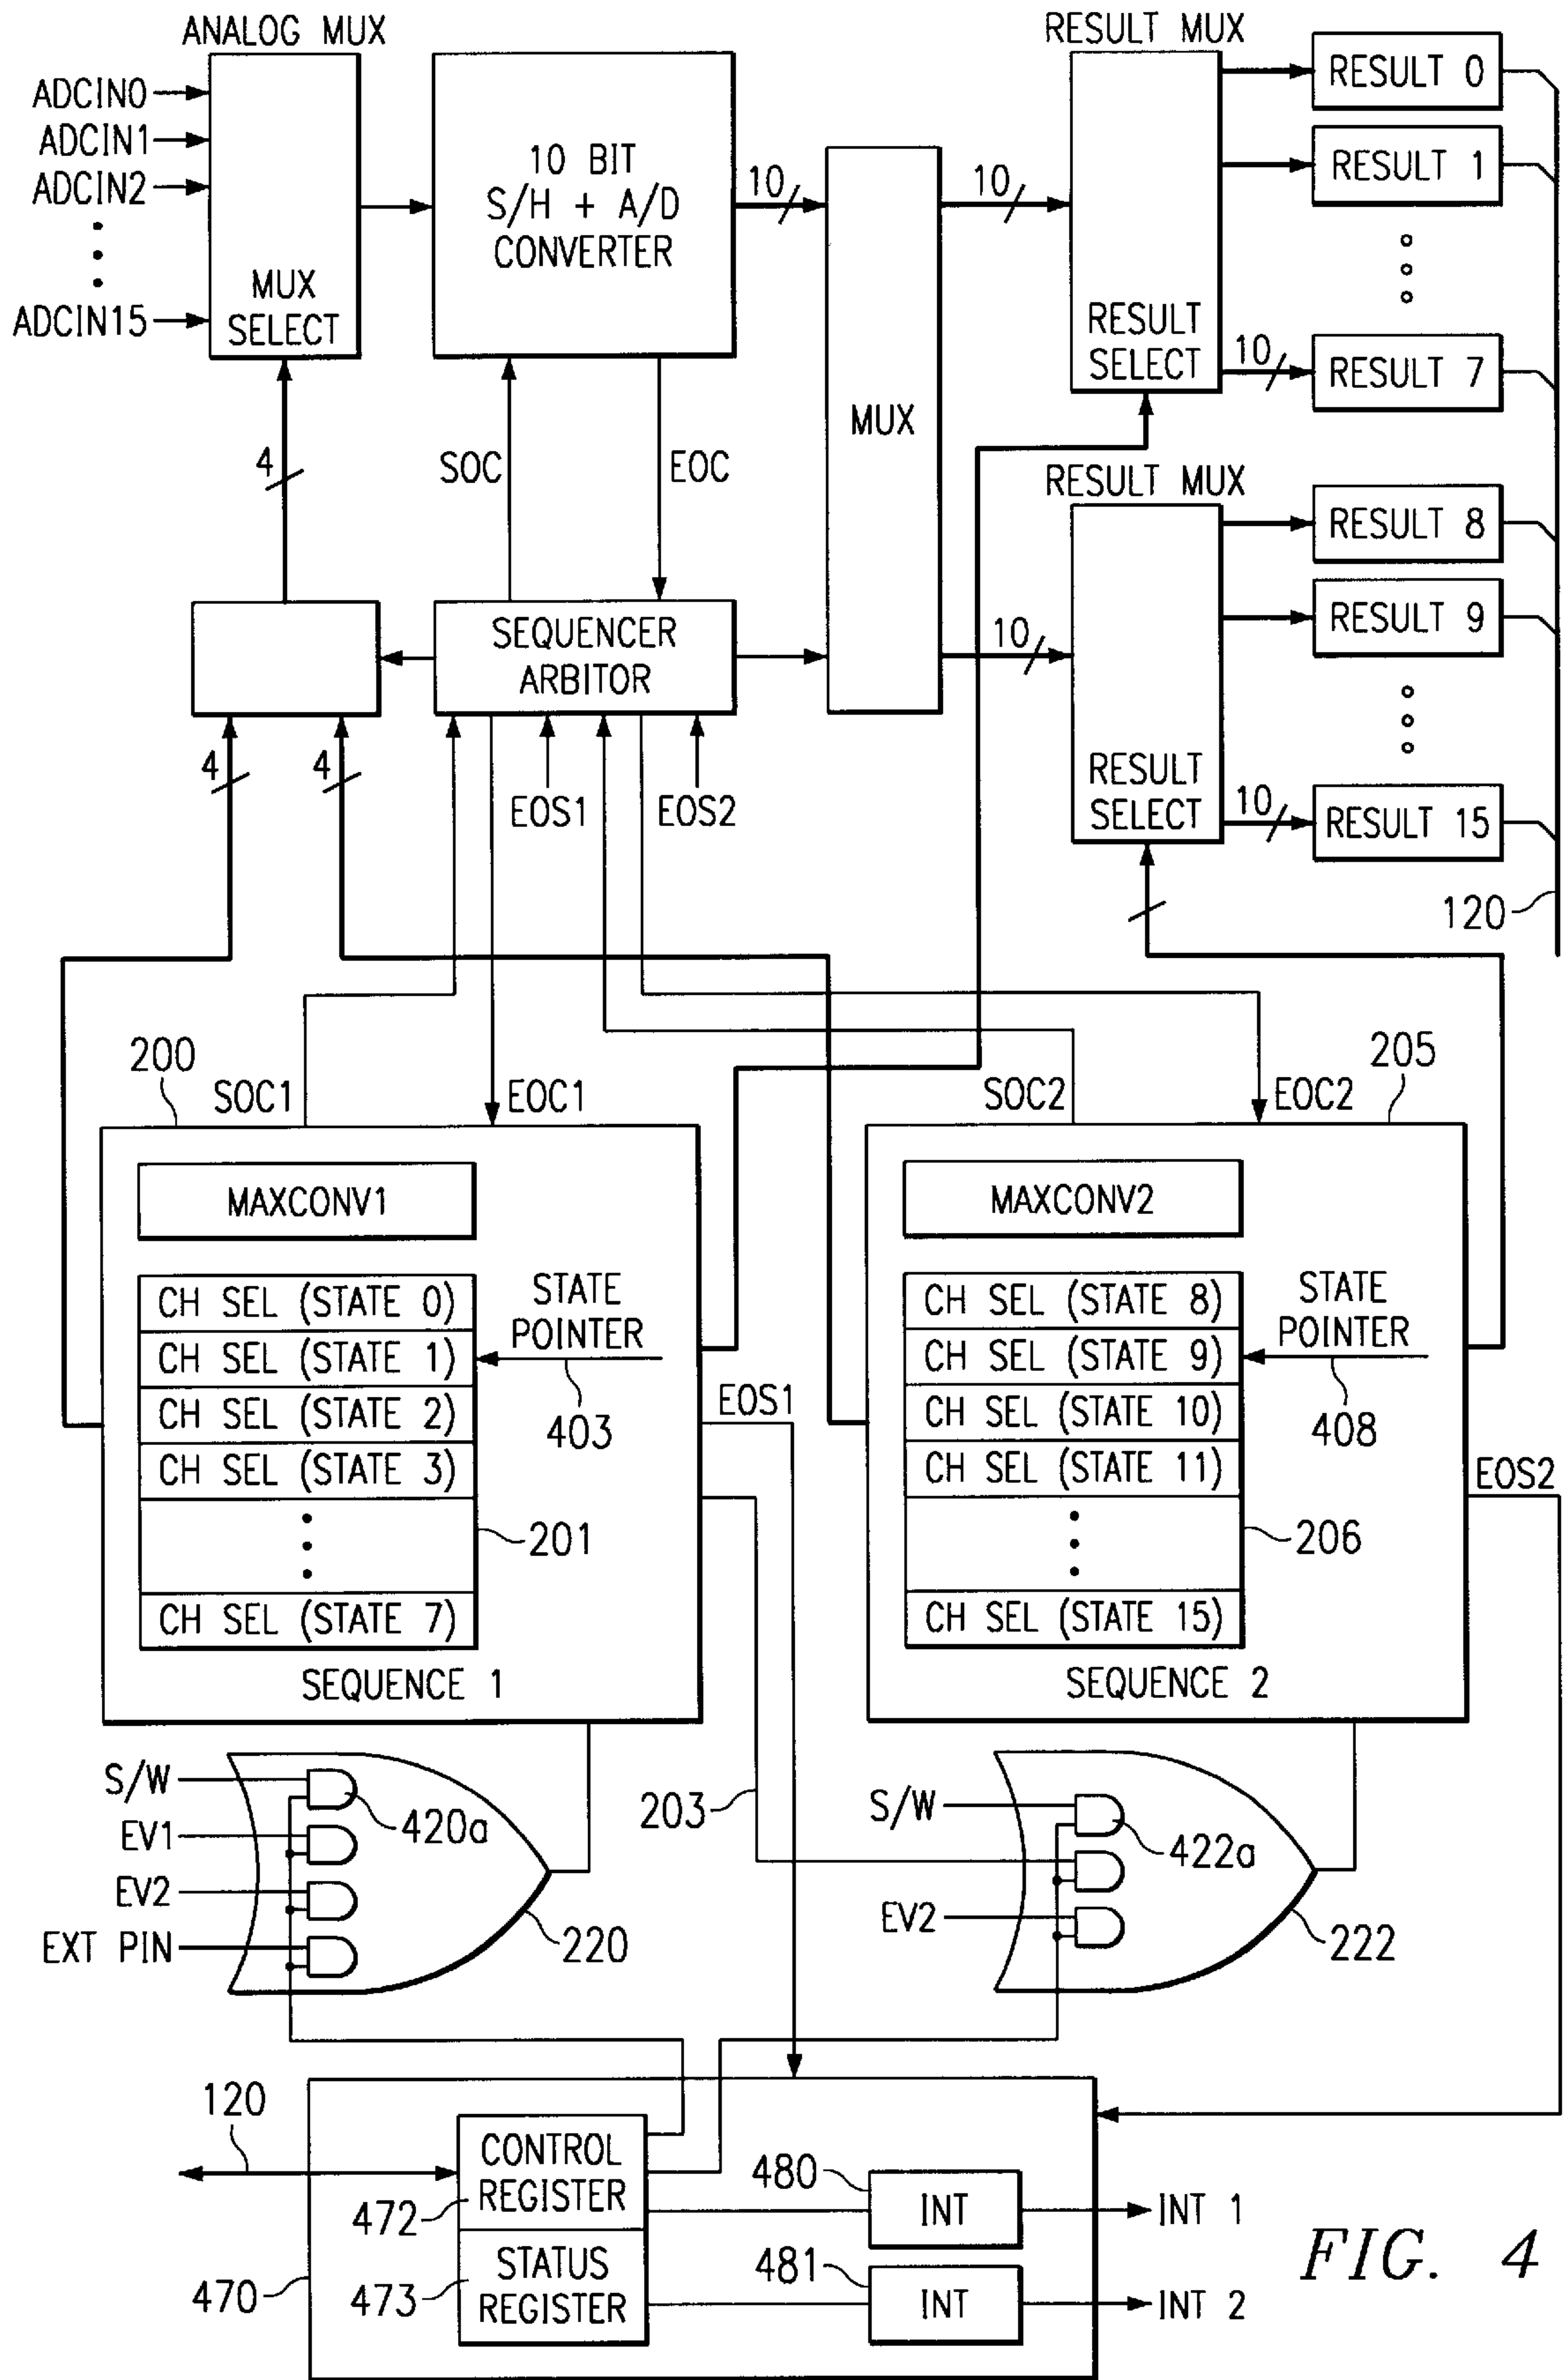 ANALOG MUX
ADCIN0
ADCIN1
ADCIN2
ADCIN15
MUX
SELECT
10 BIT
S/H + A/D
CONVERTER
10
MUX
10
RESULT MUX
RESULT
SELECT
10
RESULT 0
RESULT 1
RESULT 7
4
SOC
EOC
SEQUENCER
ARBITOR
10
RESULT MUX
RESULT
SELECT
10
RESULT 8
RESULT 9
RESULT 15
120
4
4
EOS1
EOS2
200
SOC1
EOC1
SOC2
EOC2
205
MAXCONV1
CH SEL (STATE 0)
CH SEL (STATE 1)
CH SEL (STATE 2)
CH SEL (STATE 3)
CH SEL (STATE 7)
STATE
POINTER
403
201
SEQUENCE 1
EOS1
MAXCONV2
CH SEL (STATE 8)
CH SEL (STATE 9)
CH SEL (STATE 10)
CH SEL (STATE 11)
CH SEL (STATE 15)
STATE
POINTER
408
206
SEQUENCE 2
EOS2
S/W
EV1
EV2
EXT PIN
420a
220
203
S/W
EV2
422a
222
120
CONTROL
REGISTER
472
STATUS
REGISTER
473
470
480
INT
INT 1
481
INT
INT 2
FIG. 4